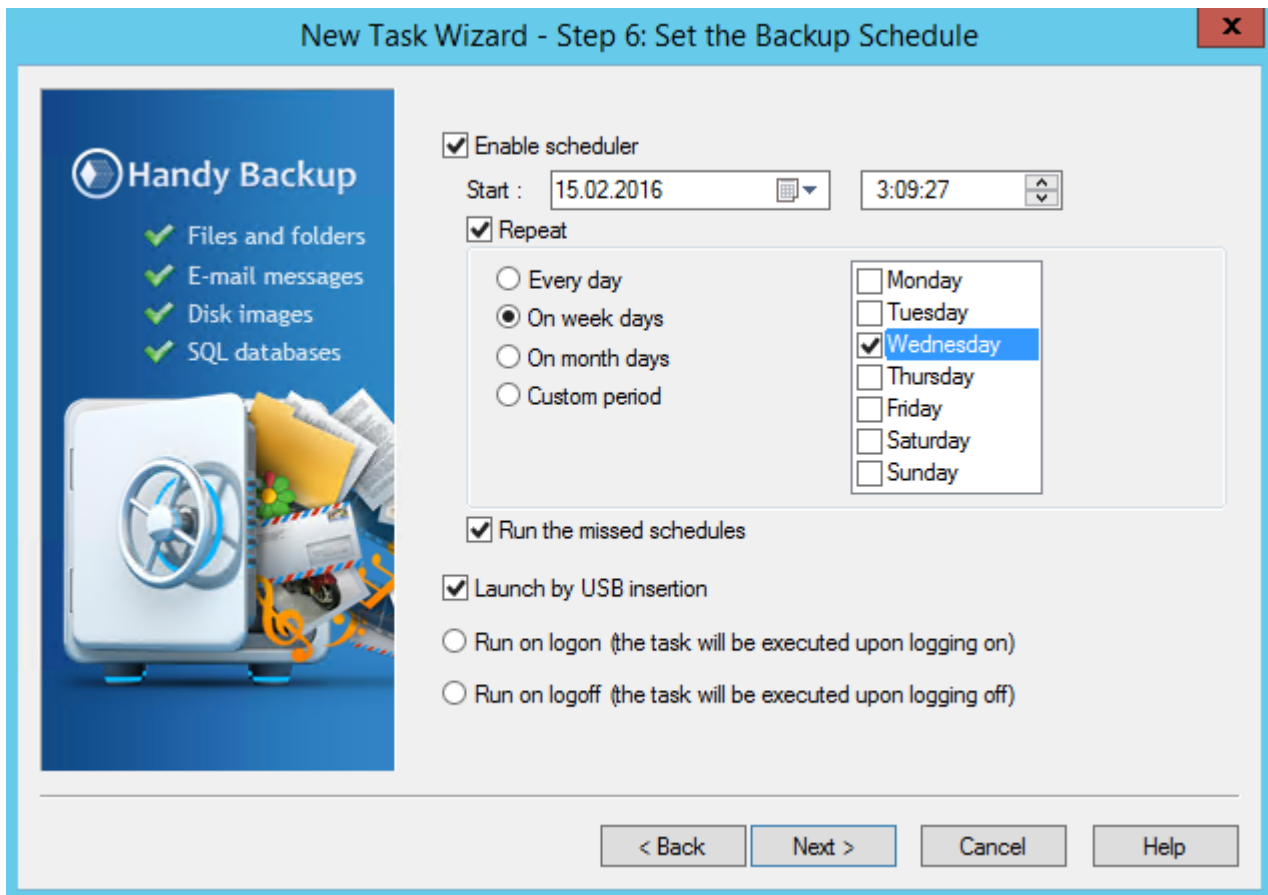 New Task Wizard - Step 6: Set the Backup Schedule
x
Handy Backup
Files and folders
E-mail messages
Disk images
SQL databases
Enable scheduler
Start : 15.02.2016 3:09:27
Repeat
Every day
On week days
On month days
Custom period
Monday
Tuesday
Wednesday
Thursday
Friday
Saturday
Sunday
Run the missed schedules
Launch by USB insertion
Run on logon (the task will be executed upon logging on)
Run on logoff (the task will be executed upon logging off)
< Back Next > Cancel Help